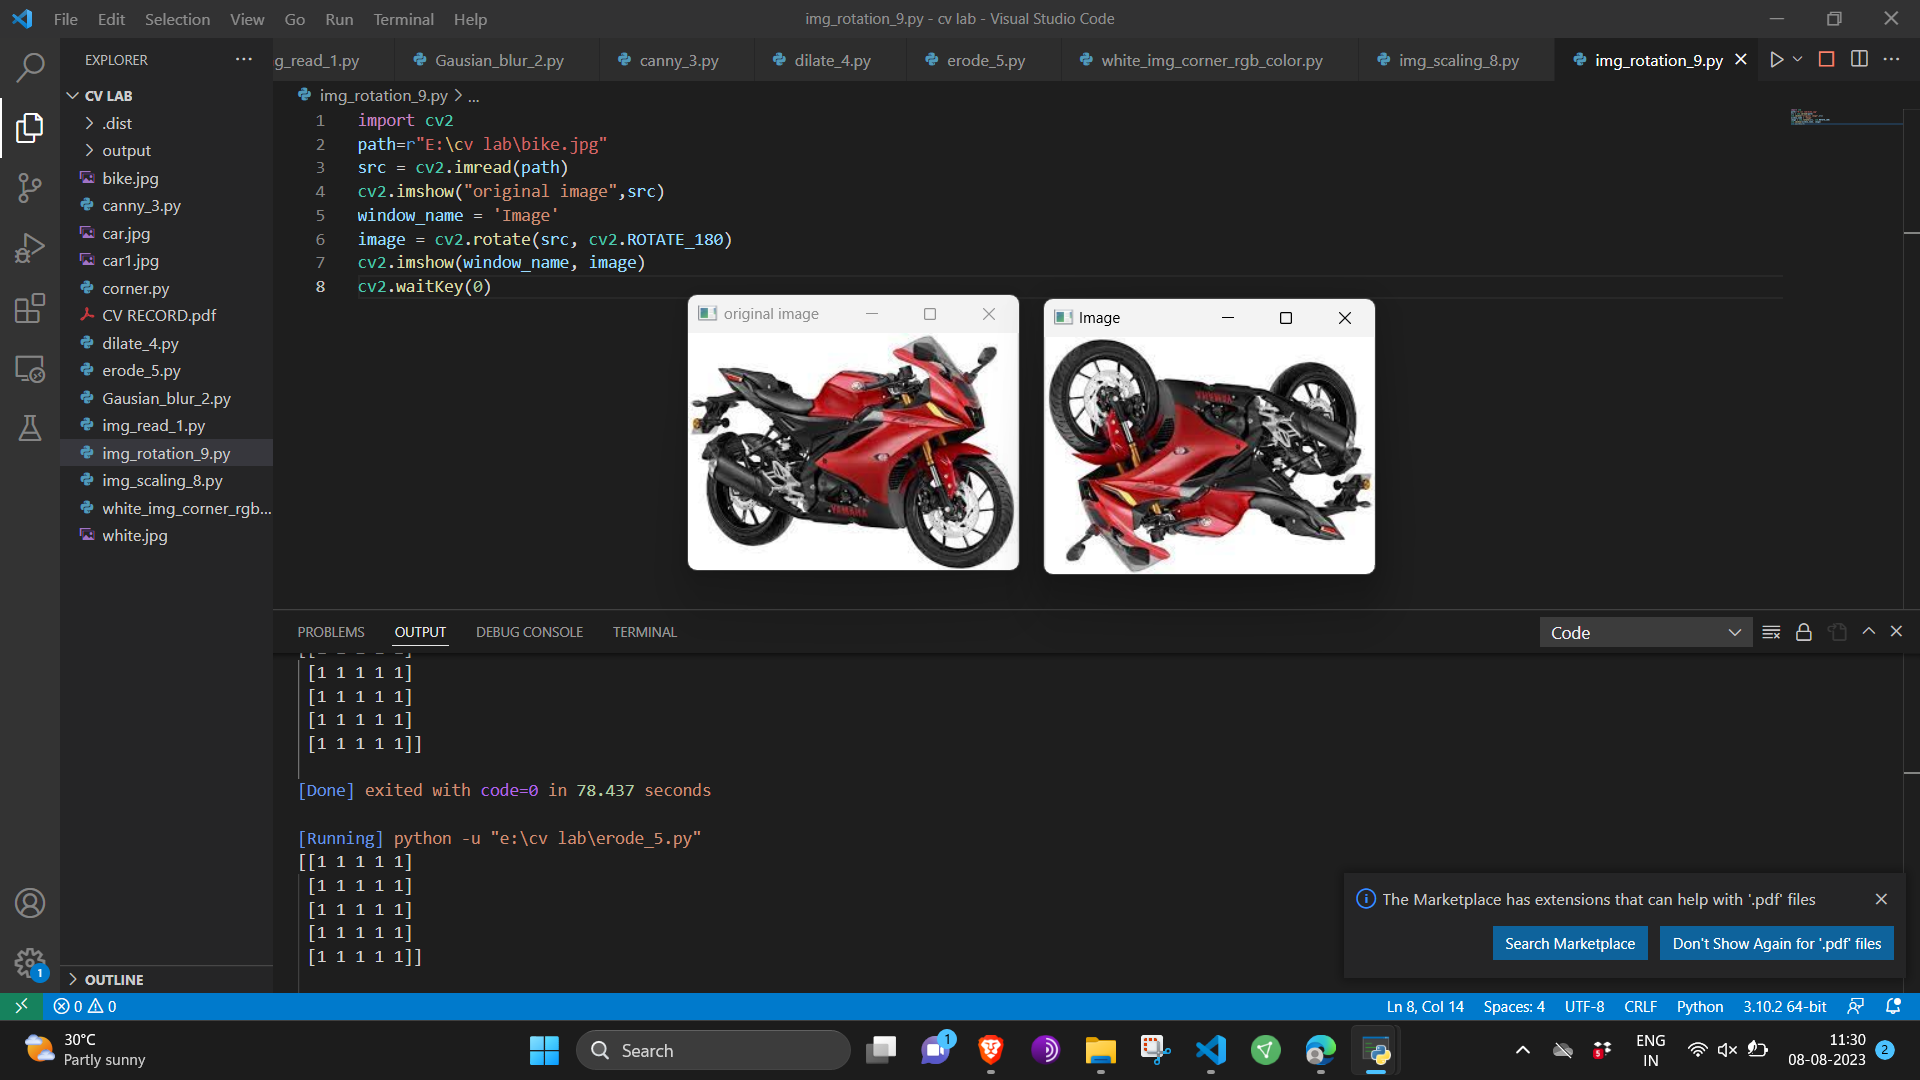 File Edit Selection View Go Run Terminal Help
img_rotation_9.py - cv lab - Visual Studio Code
EXPLORER
g_read_1.py Gausian_blur_2.py canny_3.py dilate_4.py erode_5.py white_img_corner_rgb_color.py img_scaling_8.py img_rotation_9.py
CV LAB
.dist
output
bike.jpg
canny_3.py
car.jpg
car1.jpg
corner.py
CV RECORD.pdf
dilate_4.py
erode_5.py
Gausian_blur_2.py
img_read_1.py
img_rotation_9.py
img_scaling_8.py
white_img_corner_rgb...
white.jpg
OUTLINE
img_rotation_9.py > ...
1 import cv2
2 path=r"E:\cv lab\bike.jpg"
3 src = cv2.imread(path)
4 cv2.imshow("original image",src)
5 window_name = 'Image'
6 image = cv2.rotate(src, cv2.ROTATE_180)
7 cv2.imshow(window_name, image)
8 cv2.waitKey(0)
original image
YAMAHA
Image
YAMAHA
PROBLEMS OUTPUT DEBUG CONSOLE TERMINAL
Code
[1 1 1 1 1]
[1 1 1 1 1]
[1 1 1 1 1]
[1 1 1 1 1]]
[Done] exited with code=0 in 78.437 seconds
[Running] python -u "e:\cv lab\erode_5.py"
[[1 1 1 1 1]
[1 1 1 1 1]
[1 1 1 1 1]
[1 1 1 1 1]
[1 1 1 1 1]]
The Marketplace has extensions that can help with '.pdf' files
Search Marketplace
Don't Show Again for '.pdf' files
1
0 0
Ln 8, Col 14 Spaces: 4 UTF-8 CRLF Python 3.10.2 64-bit
30°C
Partly sunny
Search
1
5
ENG
IN
11:30
08-08-2023
2